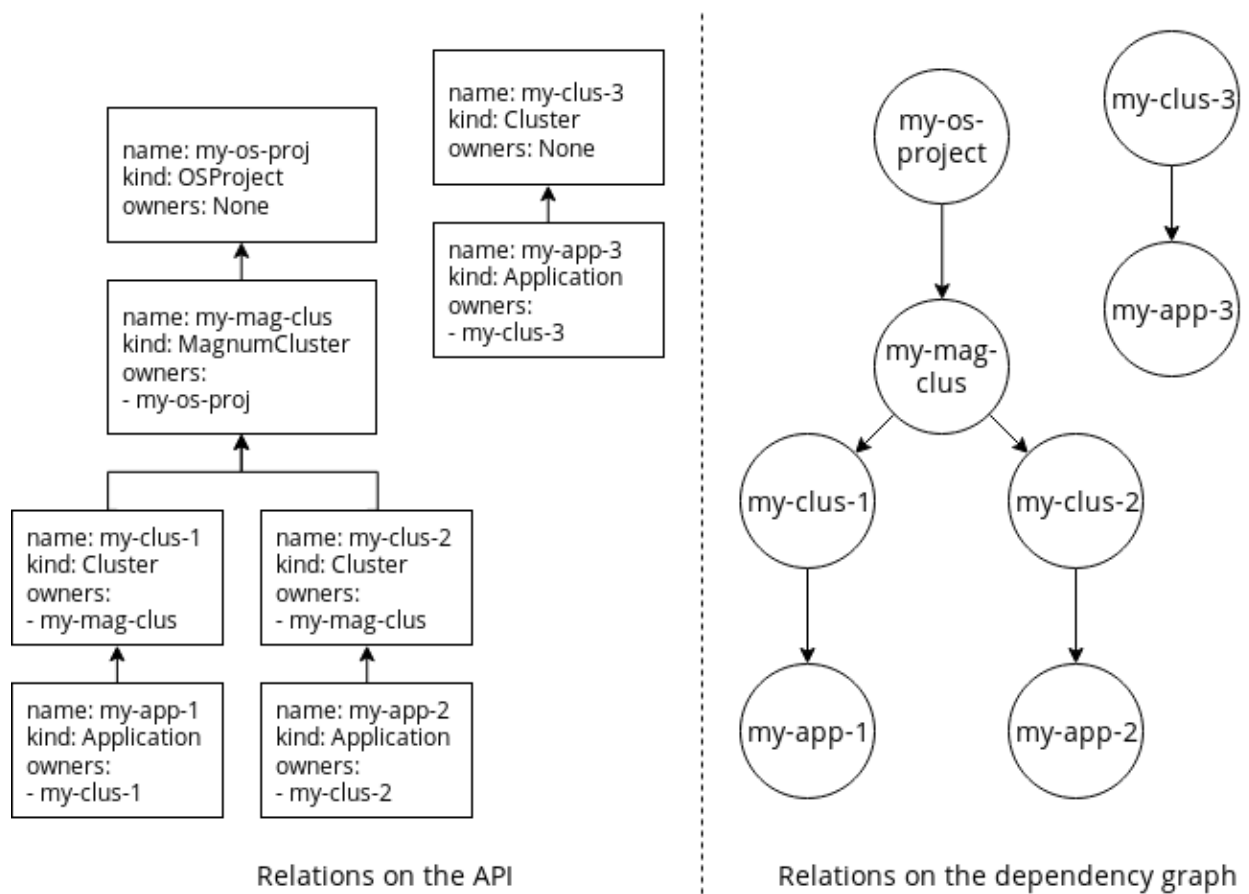 name: my-os-proj
kind: OSProject
owners: None
name: my-clus-3
kind: Cluster
owners: None
name: my-mag-clus
kind: MagnumCluster
owners:
- my-os-proj
name: my-app-3
kind: Application
owners:
- my-clus-3
name: my-clus-1
kind: Cluster
owners:
- my-mag-clus
name: my-clus-2
kind: Cluster
owners:
- my-mag-clus
name: my-app-1
kind: Application
owners:
- my-clus-1
name: my-app-2
kind: Application
owners:
- my-clus-2
Relations on the API
my-os-
project
my-clus-3
my-app-3
my-mag-
clus
my-clus-1
my-clus-2
my-app-1
my-app-2
Relations on the dependency graph